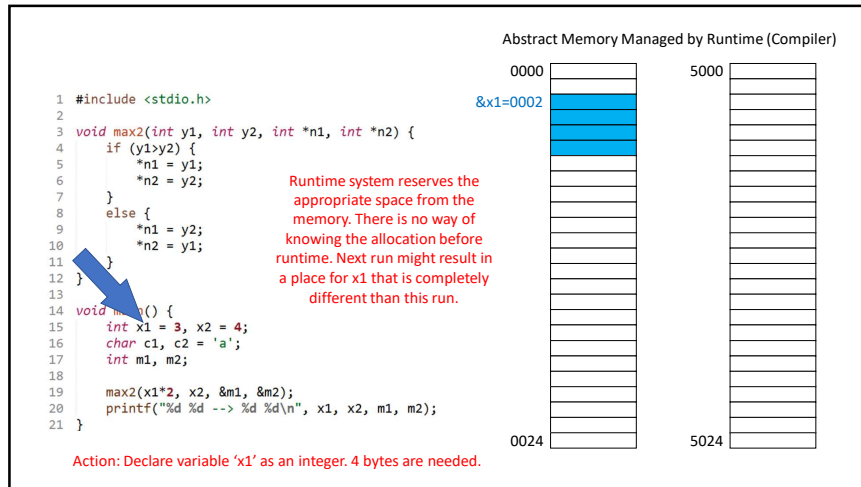 Abstract Memory Managed by Runtime (Compiler)
0000
5000
&x1=0002
1 #include <stdio.h>
2
3 void max2(int y1, int y2, int *n1, int *n2) {
4     if (y1>y2) {
5         *n1 = y1;
6         *n2 = y2;
7     }
8     else {
9         *n1 = y2;
10         *n2 = y1;
11     }
12 }
13
14 void () {
15     int x1 = 3, x2 = 4;
16     char c1, c2 = 'a';
17     int m1, m2;
18
19     max2(x1*2, x2, &m1, &m2);
20     printf("%d %d --> %d %d\n", x1, x2, m1, m2);
21 }
Runtime system reserves the
appropriate space from the
memory. There is no way of
knowing the allocation before
runtime. Next run might result in
a place for x1 that is completely
different than this run.
0024
5024
Action: Declare variable 'x1' as an integer. 4 bytes are needed.